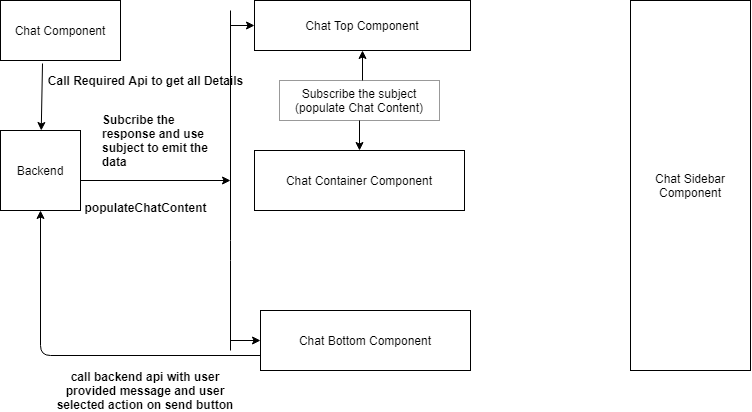 Chat Component
Chat Top Component
Call Required Api to get all Details
Subscribe the subject
(populate Chat Content)
Subcribe the
response and use
subject to emit the
data
Backend
Chat Container Component
Chat Sidebar
Component
populateChatContent
Chat Bottom Component
call backend api with user
provided message and user
selected action on send button